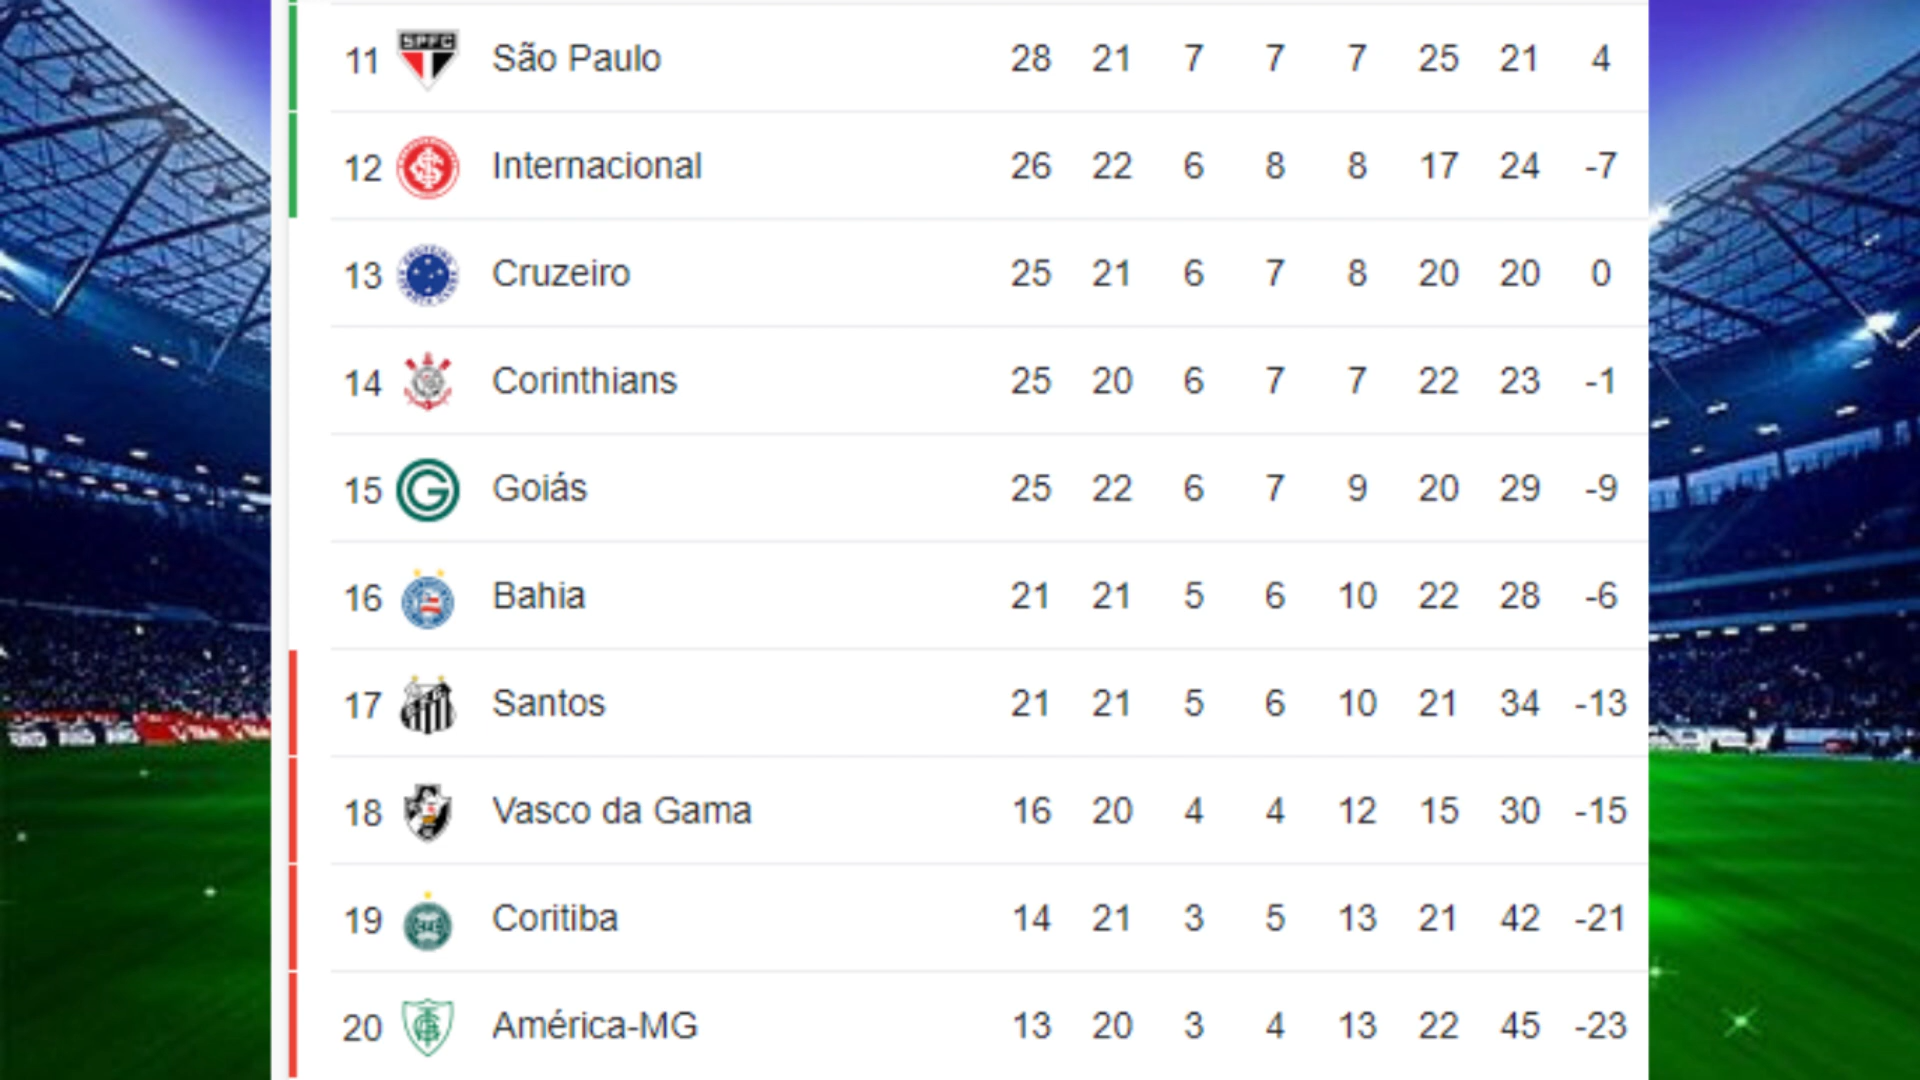 11 SPFC São Paulo 28 21 7 7 7 25 21 4
12 Internacional 26 22 6 8 8 17 24 -7
13 Cruzeiro 25 21 6 7 8 20 20 0
14 Corinthians 25 20 6 7 7 22 23 -1
15 G Goiás 25 22 6 7 9 20 29 -9
16 Bahia 21 21 5 6 10 22 28 -6
17 Santos 21 21 5 6 10 21 34 -13
18 Vasco da Gama 16 20 4 4 12 15 30 -15
19 Coritiba 14 21 3 5 13 21 42 -21
20 América-MG 13 20 3 4 13 22 45 -23